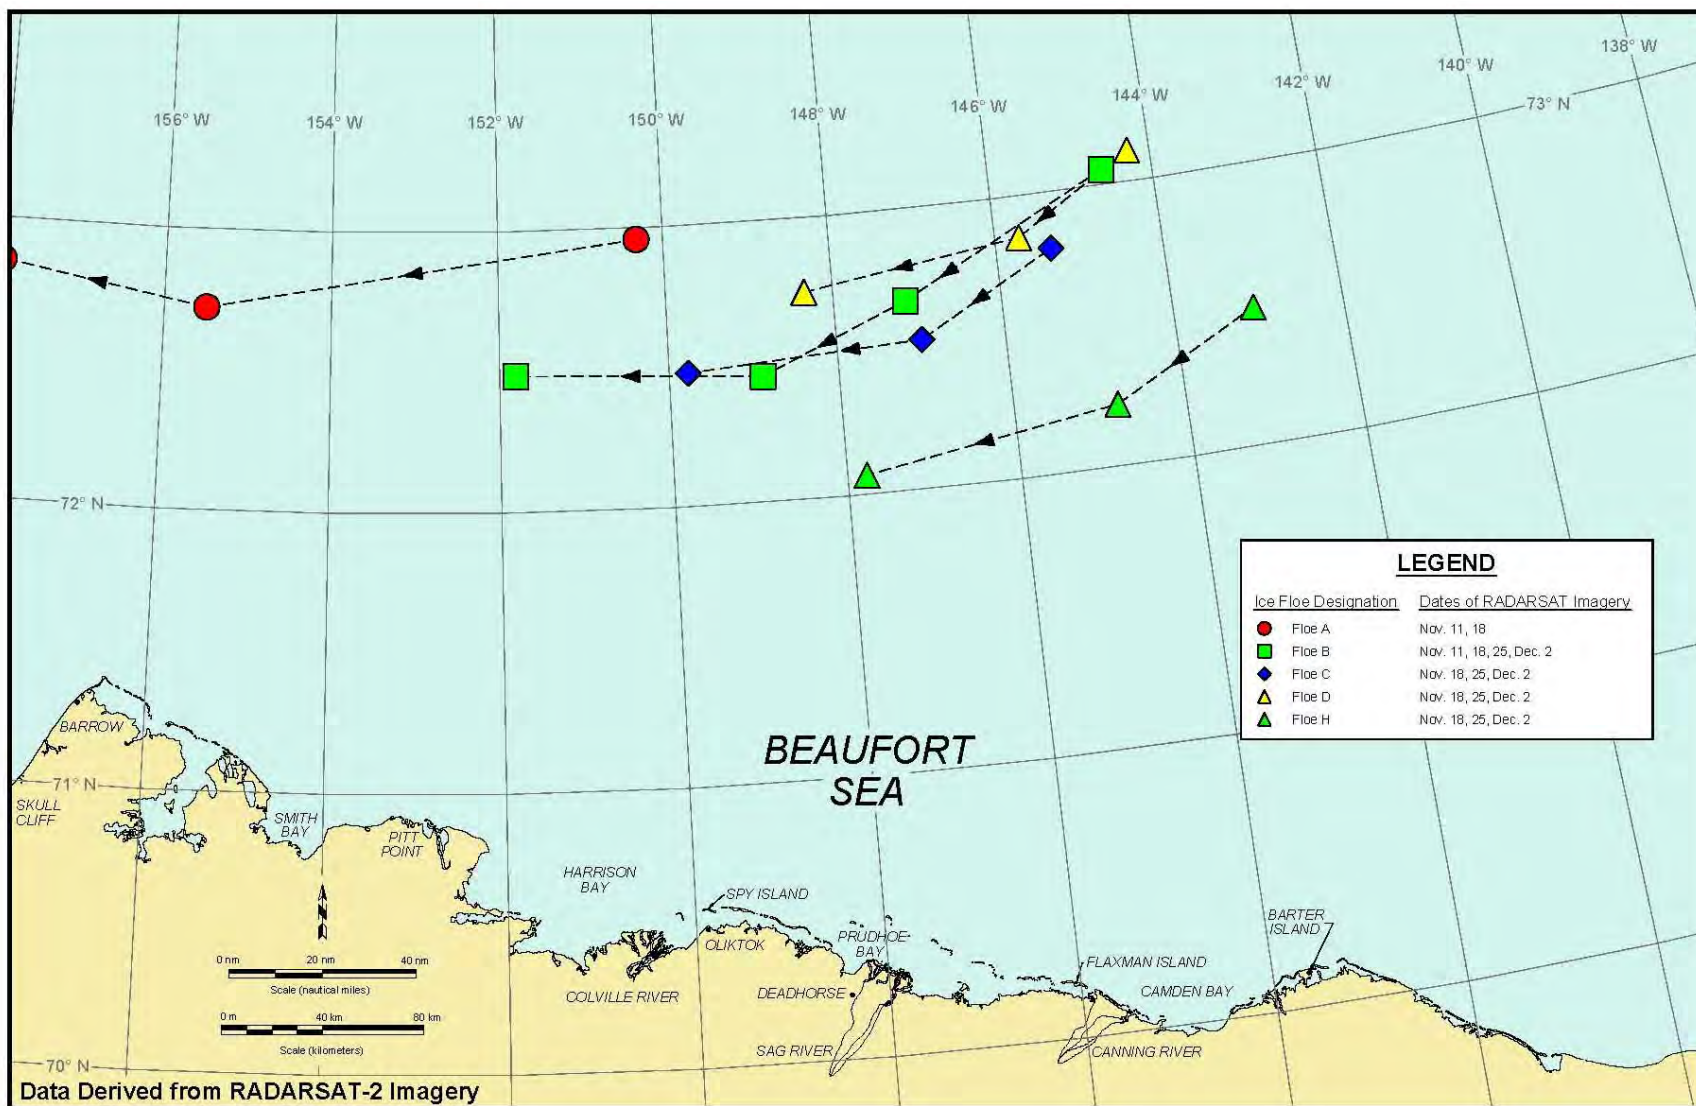 138° W
140° W
142° W
73° N
144° W
146° W
148° W
150° W
152° W
154° W
156° W
72° N
LEGEND
Ice Floe Designation Dates of RADARSAT Imagery
Floe A Nov. 11, 18
Floe B Nov. 11, 18, 25, Dec. 2
Floe C Nov. 18, 25, Dec. 2
Floe D Nov. 18, 25, Dec. 2
Floe H Nov. 18, 25, Dec. 2
BARROW
BEAUFORT
SEA
71° N
SKULL
CLIFF
SMITH
BAY
PITT
POINT
HARRISON
BAY
SPY ISLAND
OLIKTOK
PRUDHOE
BAY
BARTER
ISLAND
FLAXMAN ISLAND
CAMDEN BAY
COLVILLE RIVER
DEADHORSE
0 nm 20 nm 40 nm
Scale (nautical miles)
0 m 40 km 80 km
Scale (kilometers)
SAG RIVER
CANNING RIVER
70° N
Data Derived from RADARSAT-2 Imagery